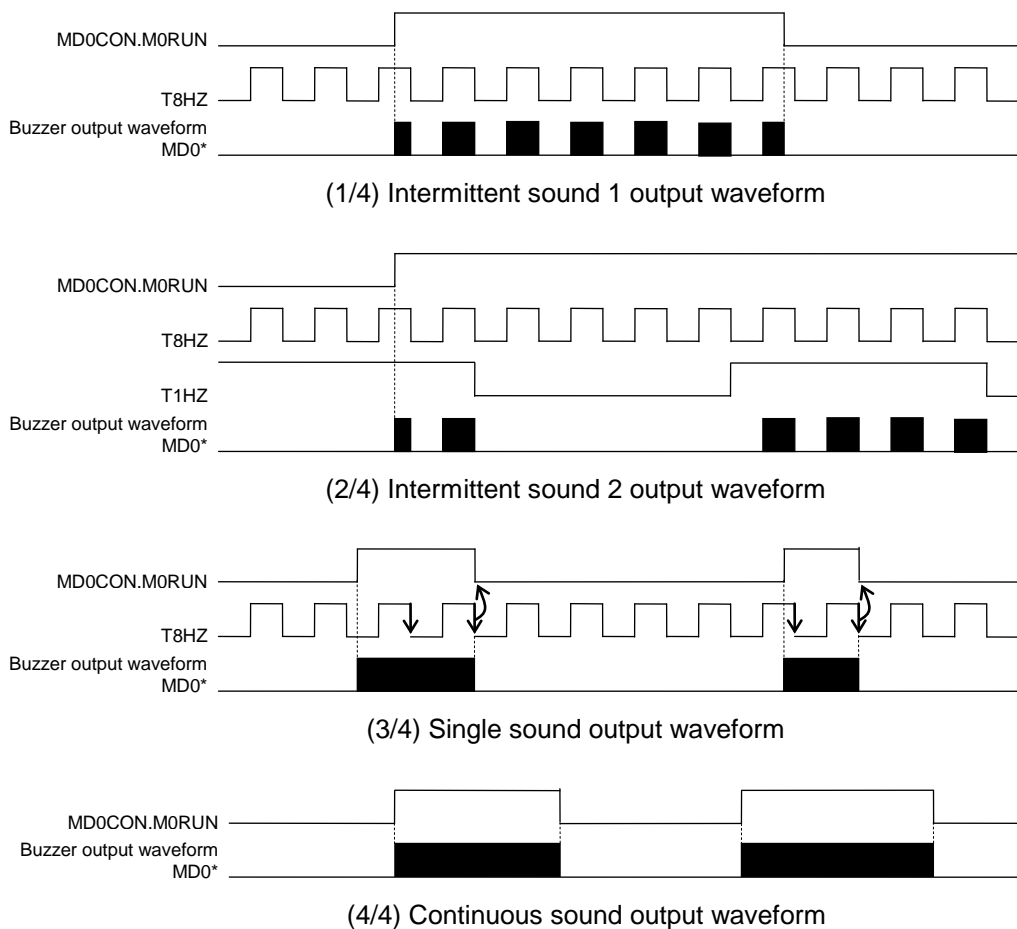 MD0CON.M0RUN
T8HZ
Buzzer output waveform
MD0*
(1/4) Intermittent sound 1 output waveform
MD0CON.M0RUN
T8HZ
T1HZ
Buzzer output waveform
MD0*
(2/4) Intermittent sound 2 output waveform
MD0CON.M0RUN
T8HZ
Buzzer output waveform
MD0*
(3/4) Single sound output waveform
MD0CON.M0RUN
Buzzer output waveform
MD0*
(4/4) Continuous sound output waveform